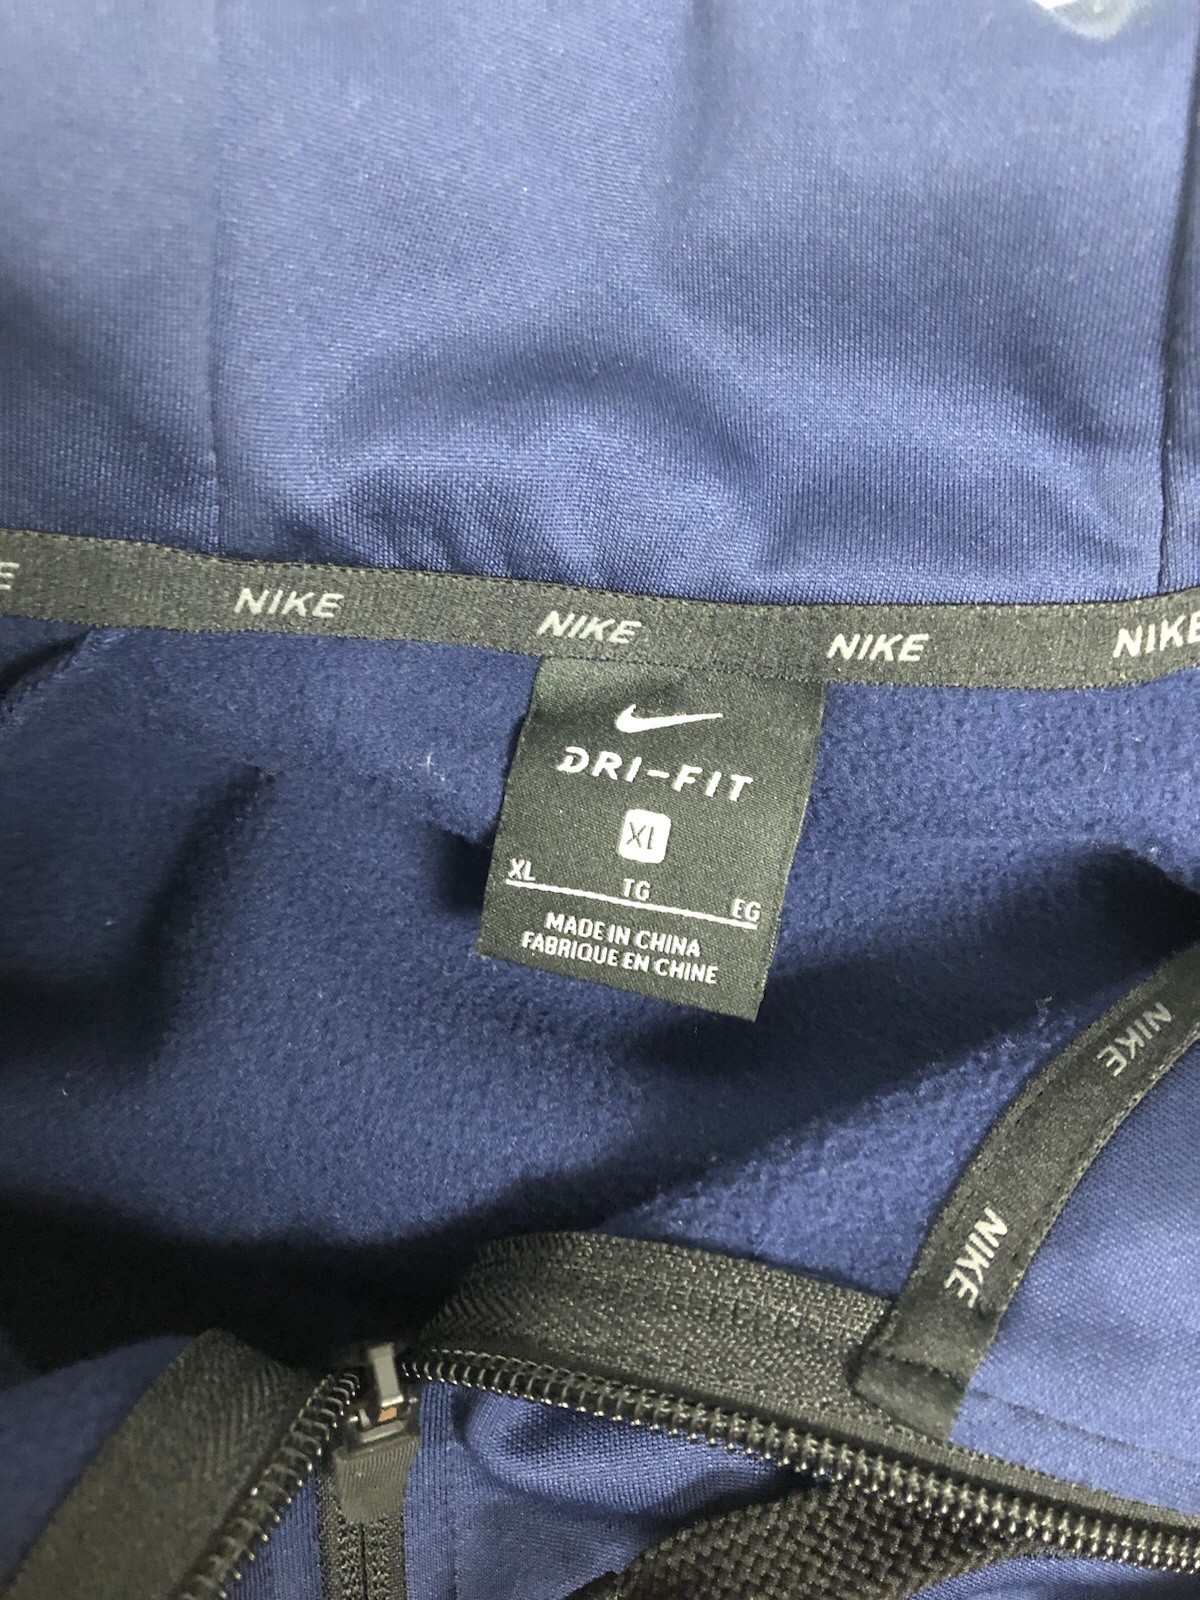 NIKE NIKE NIKE NIKE
DRI-FIT
XL
XL TG EG
MADE IN CHINA
FABRIQUE EN CHINE
NIKE
NIKE